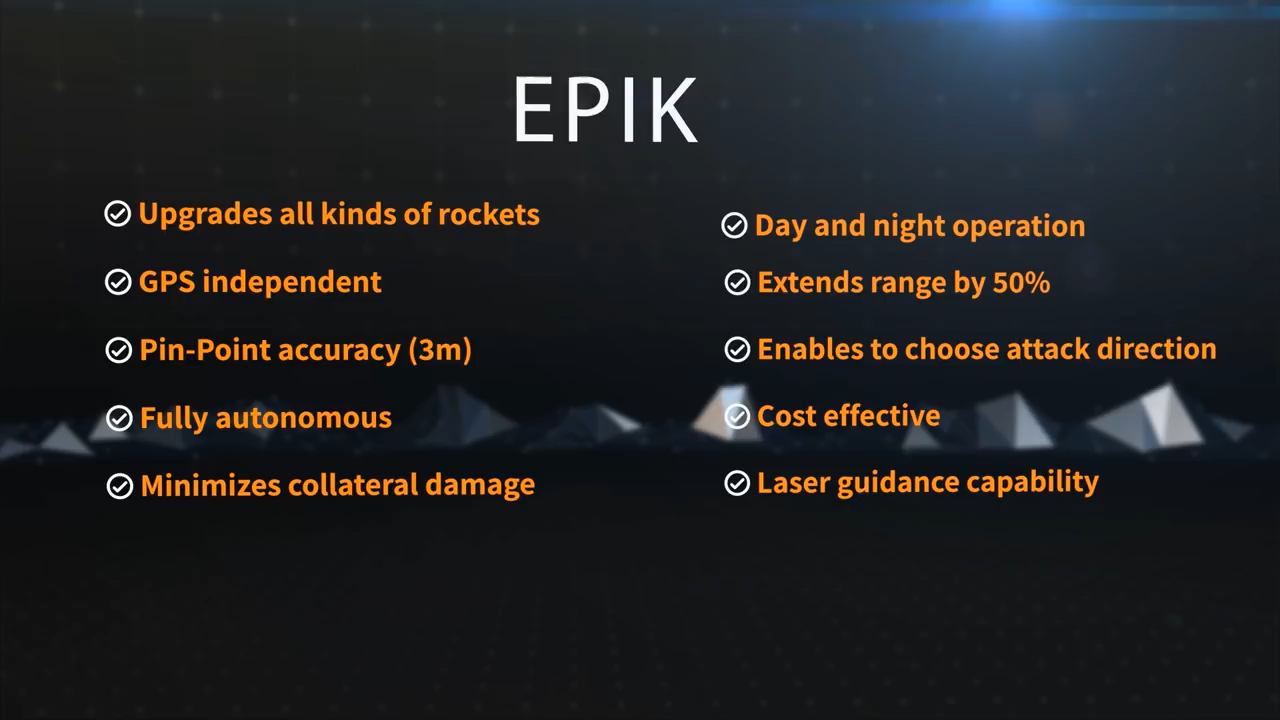 EPIK
Upgrades all kinds of rockets
GPS independent
Pin-Point accuracy (3m)
Fully autonomous
Minimizes collateral damage
Day and night operation
Extends range by 50%
Enables to choose attack direction
Cost effective
Laser guidance capability